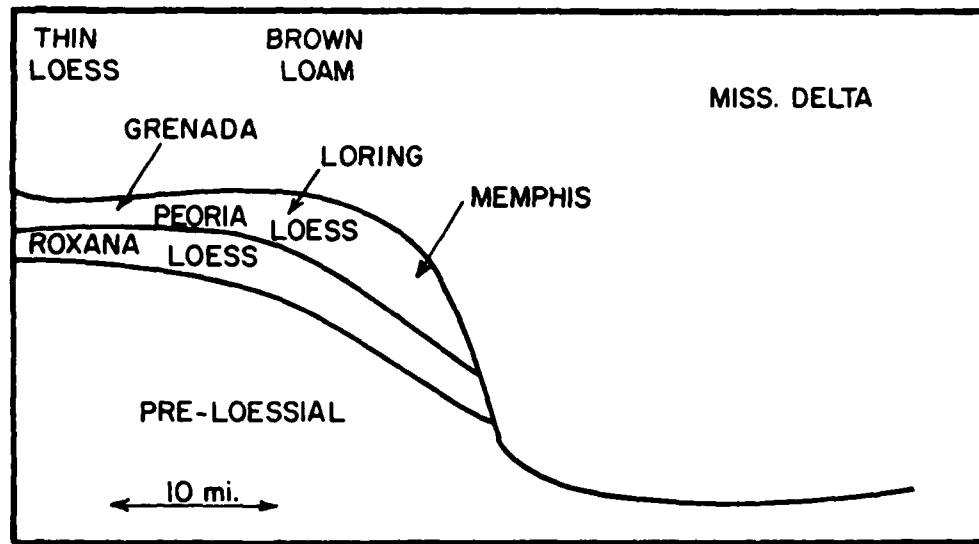 THIN
LOESS
BROWN
LOAM
MISS. DELTA
GRENADA
LORING
MEMPHIS
PEORIA
LOESS
ROXANA
LOESS
PRE-LOESSIAL
10 mi.